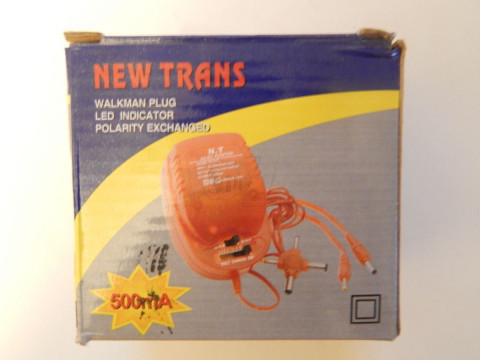 NEW TRANS
WALKMAN PLUG
LED INDICATOR
POLARITY EXCHANGED
N.T
500mA